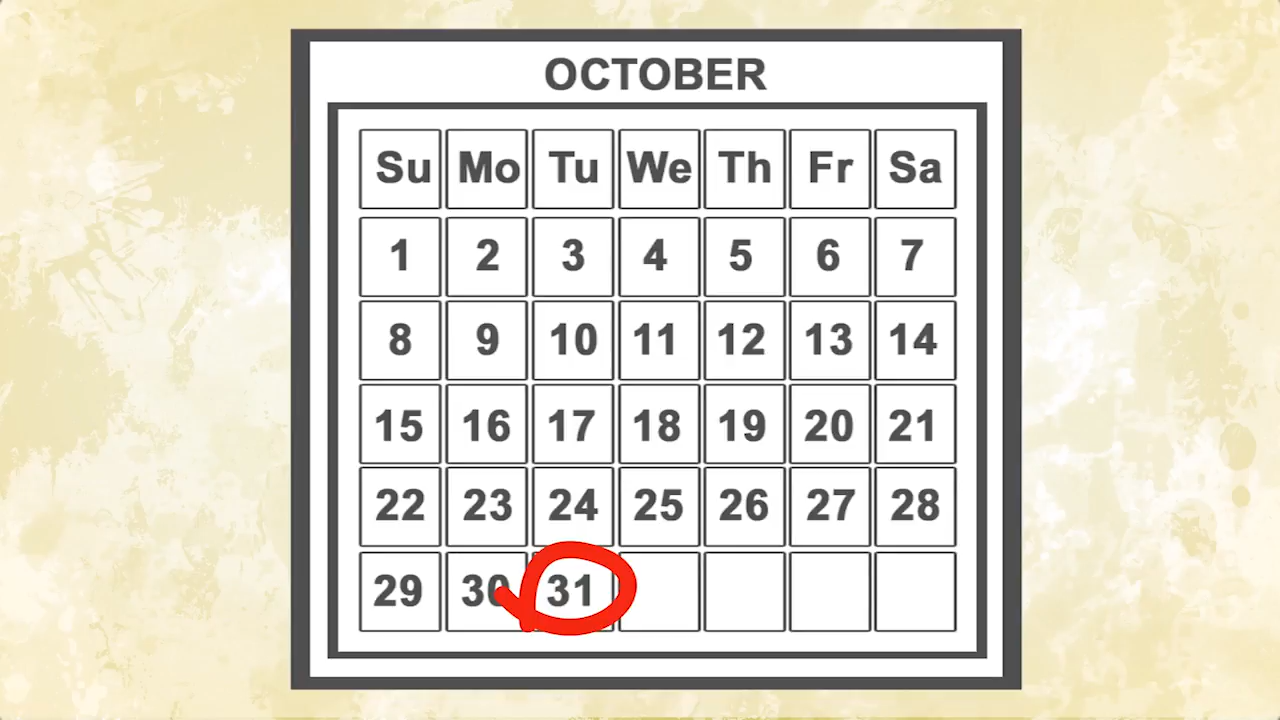 OCTOBER
Su Mo Tu We Th Fr Sa
1 2 3 4 5 6 7
8 9 10 11 12 13 14
15 16 17 18 19 20 21
22 23 24 25 26 27 28
29 30 31